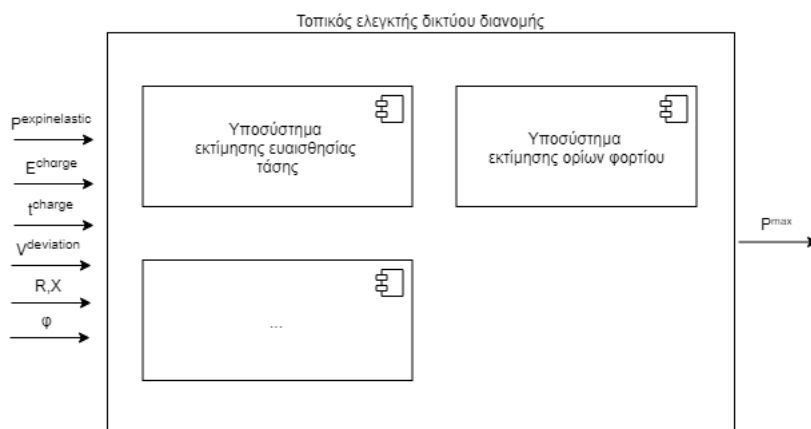 Τοπικός ελεγκτής δικτύου διανομής
Pexpinelastic
Echarge
tcharge
Vdeviation
R,X
φ
Υποσύστημα
εκτίμησης ευαισθησίας
τάσης
Υποσύστημα
εκτίμησης ορίων φορτίου
...
Pmax